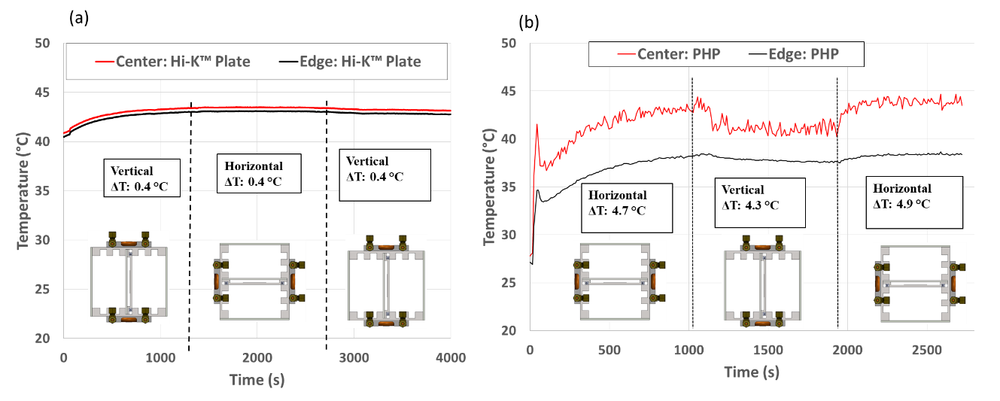 (a)
50
45
40
35
30
25
20
Temperature (°C)
Center: Hi-K™ Plate
Edge: Hi-K™ Plate
Vertical
ΔT: 0.4 °C
Horizontal
ΔT: 0.4 °C
Vertical
ΔT: 0.4 °C
0
1000
2000
3000
4000
Time (s)
(b)
50
45
40
35
30
25
20
Temperature (°C)
Center: PHP
Edge: PHP
Horizontal
ΔT: 4.7 °C
Vertical
ΔT: 4.3 °C
Horizontal
ΔT: 4.9 °C
0
500
1000
1500
2000
2500
Time (s)